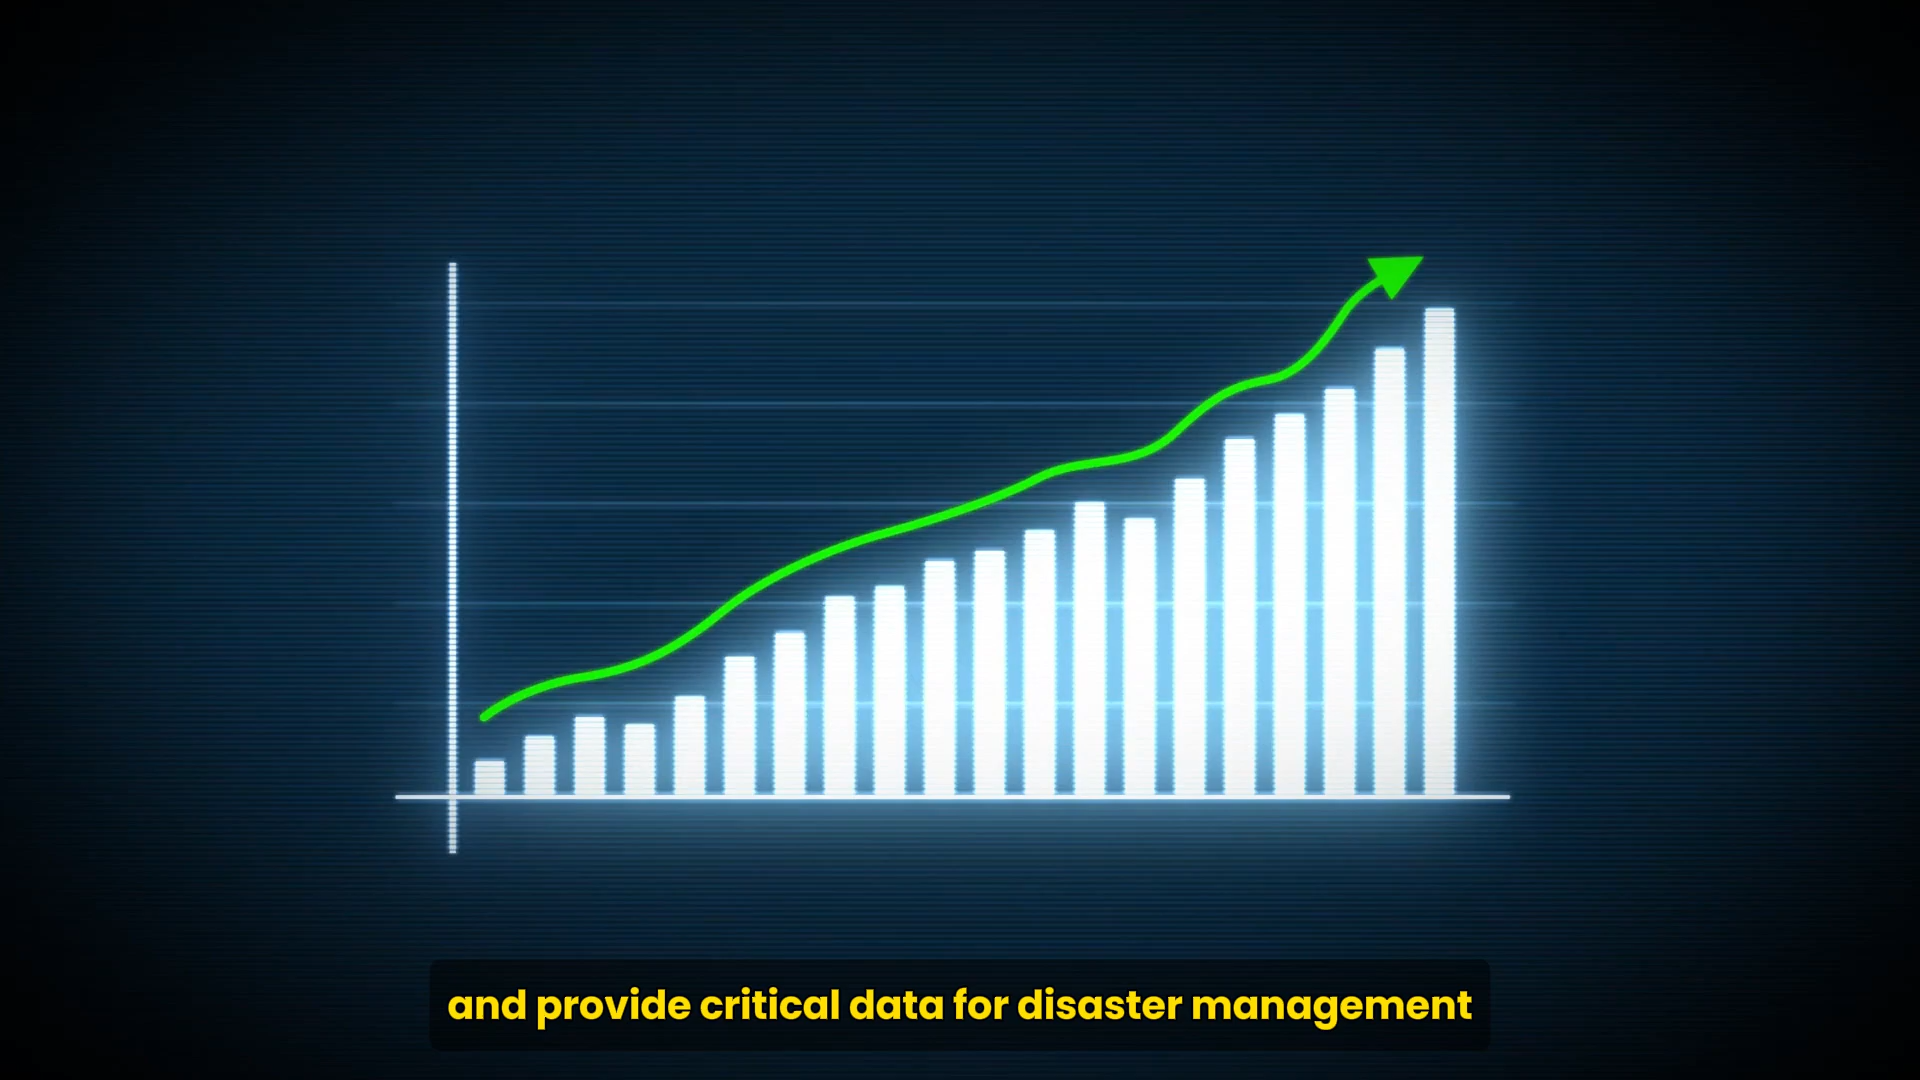 and provide critical data for disaster management